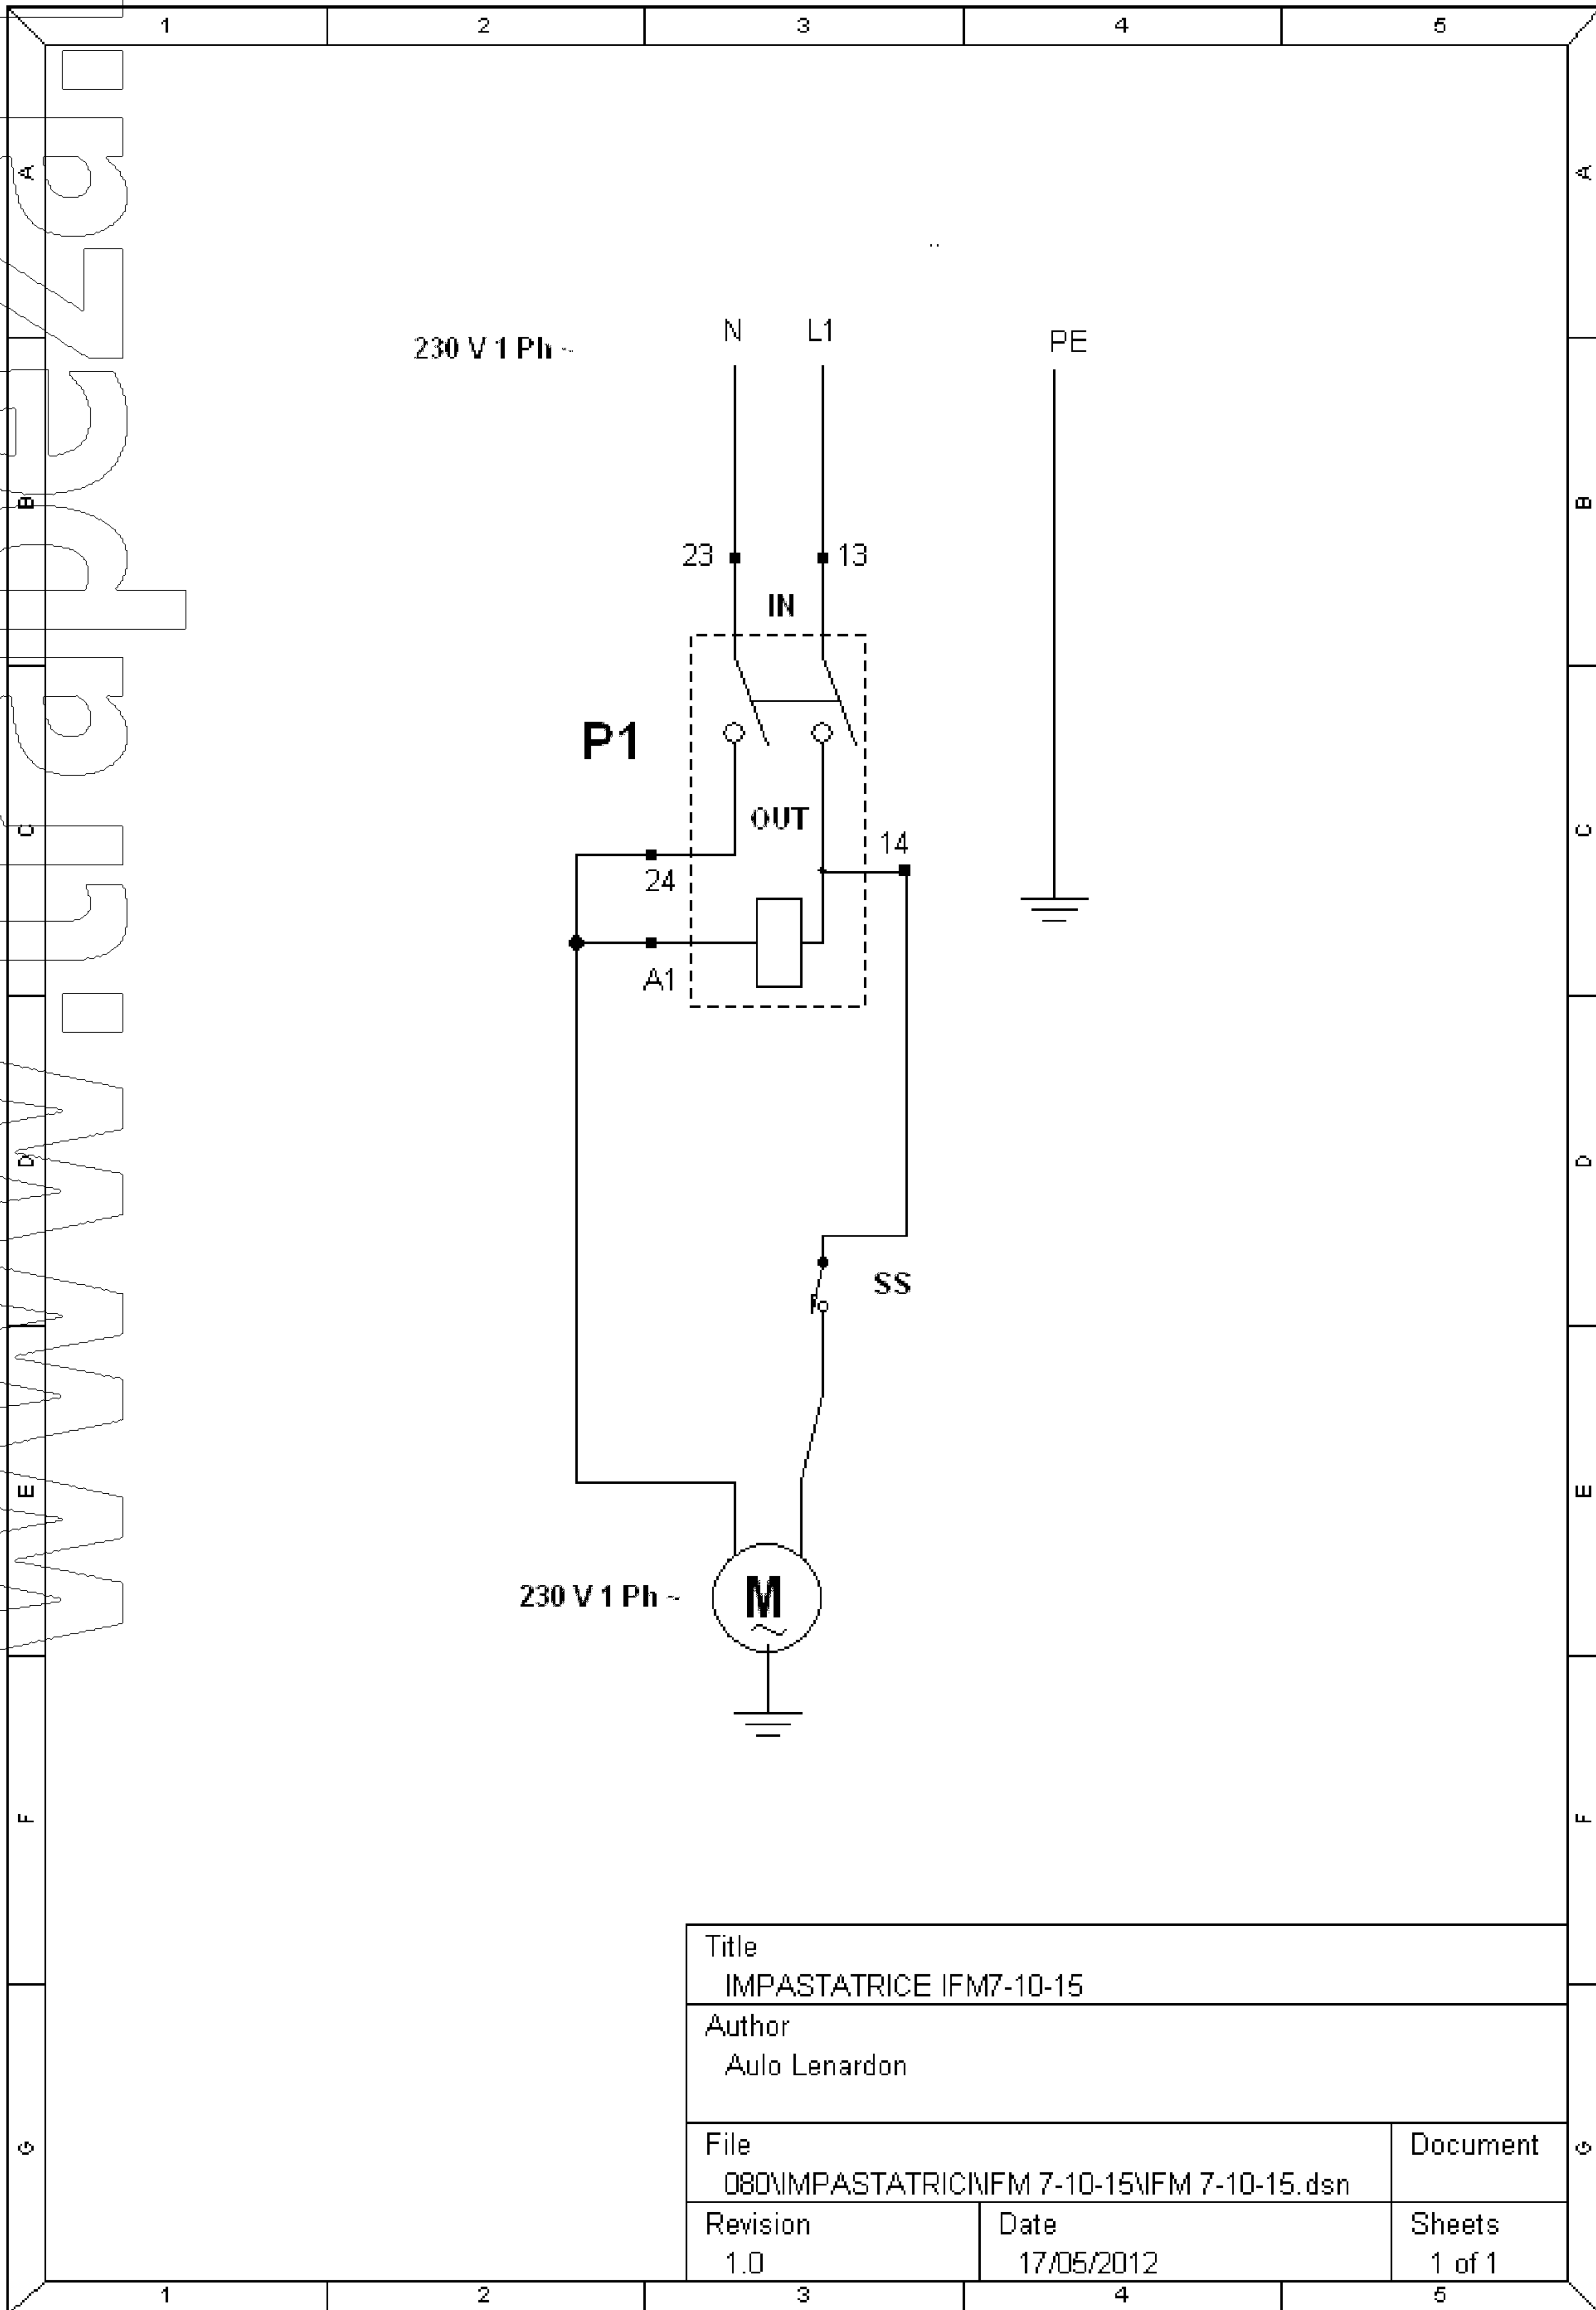 1 2 3 4 5
A A
230 V 1 Ph ~
N L1 PE
B B
23 13
IN
P1
OUT
14
C C
24
A1
D D
SS
E E
230 V 1 Ph ~
M
~
F F
Title
IMPASTATRICE IFM7-10-15
Author
Aulo Lenardon
G G
File Document
080\IMPASTATRICI\IFM 7-10-15\IFM 7-10-15.dsn
Revision Date Sheets
1.0 17/05/2012 1 of 1
1 2 3 4 5